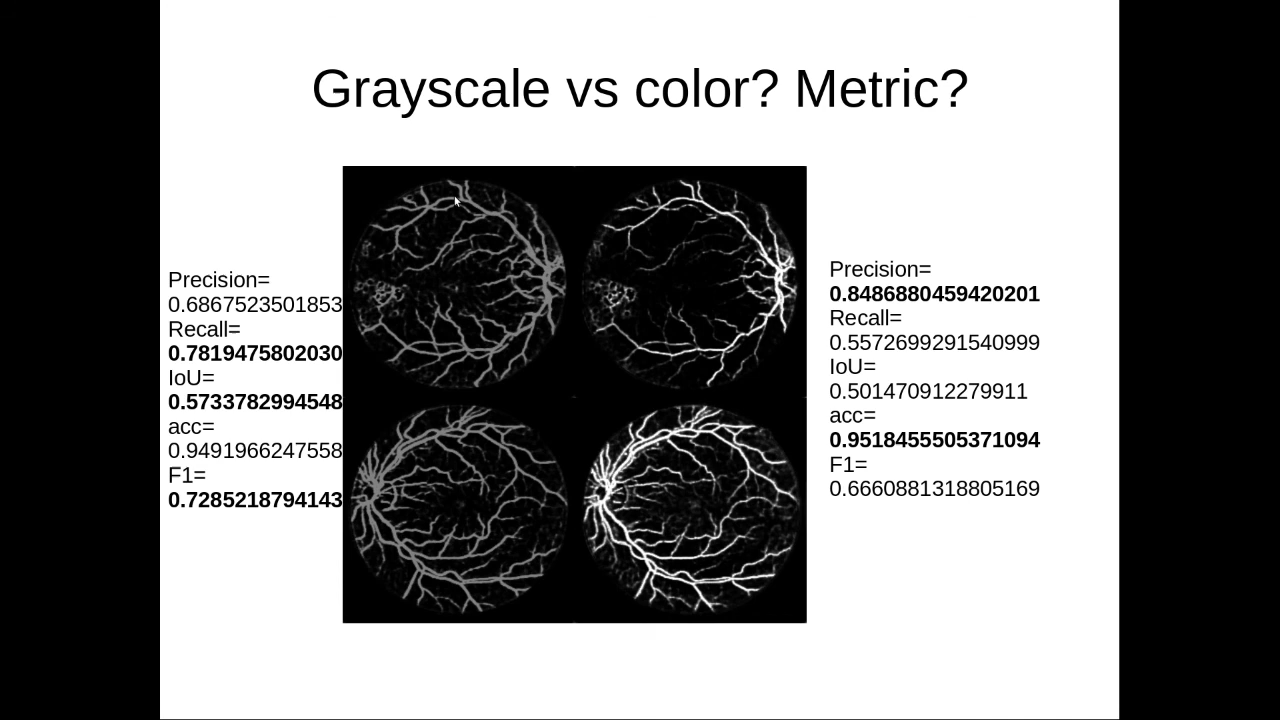 Grayscale vs color? Metric?
Precision=
0.6867523501853
Recall=
0.7819475802030
IoU=
0.5733782994548
acc=
0.9491966247558
F1=
0.7285218794143
Precision=
0.8486880459420201
Recall=
0.5572699291540999
IoU=
0.501470912279911
acc=
0.9518455505371094
F1=
0.6660881318805169